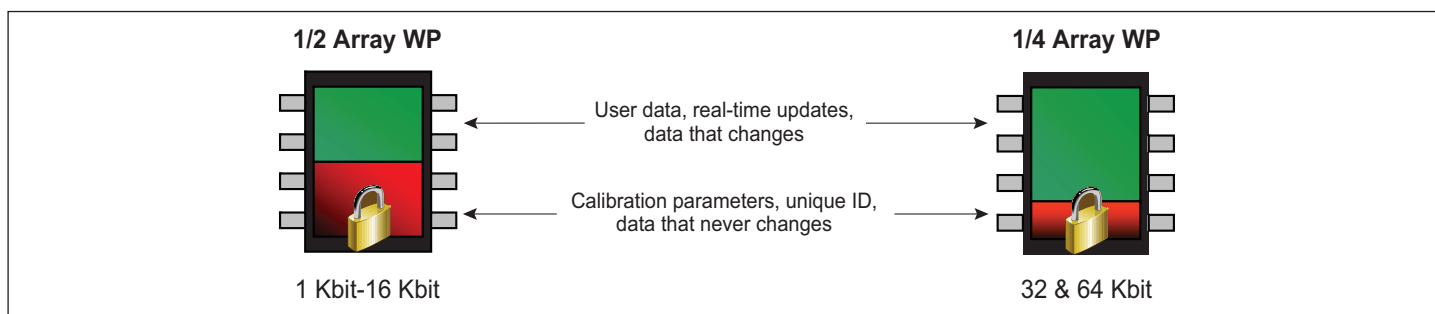 1/2 Array WP
1/4 Array WP
User data, real-time updates,
data that changes
Calibration parameters, unique ID,
data that never changes
1 Kbit-16 Kbit
32 & 64 Kbit